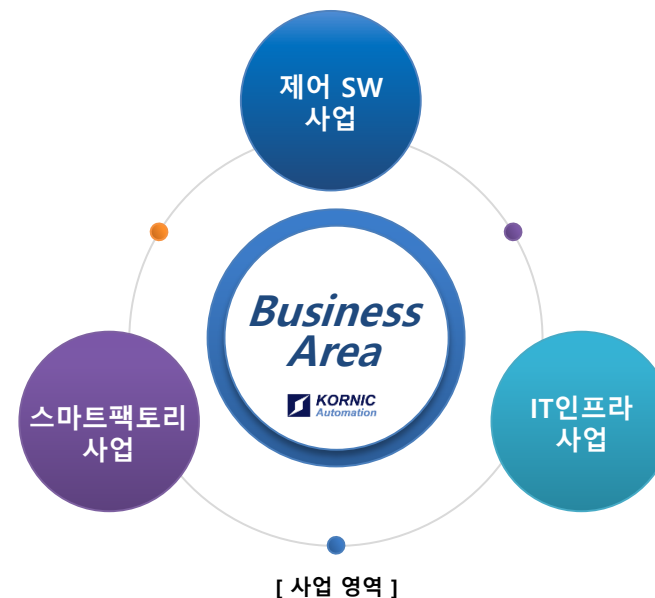 제어 SW
사업
Business
Area
KORNIC
Automation
스마트팩토리
사업
IT인프라
사업
[ 사업 영역 ]